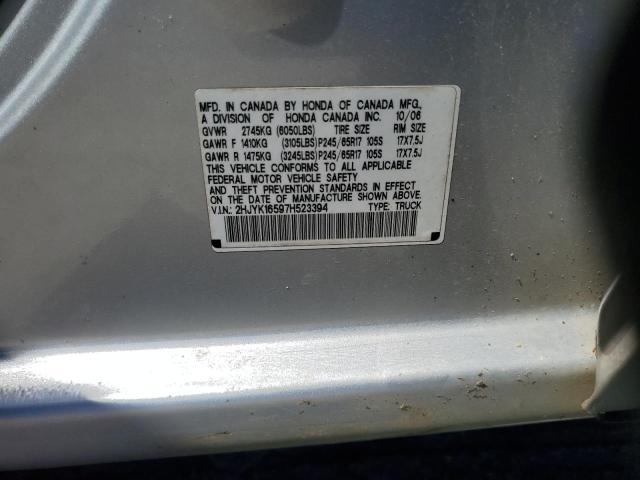 MFD. IN CANADA BY HONDA OF CANADA MFG.,
A DIVISION OF HONDA CANADA INC. 10/06
GVWR 2745KG (6050LBS) TIRE SIZE RIM SIZE
GAWR F 1410KG (3105LBS)P245/65R17 105S 17X7.5J
GAWR R 1475KG (3245LBS)P245/65R17 105S 17X7.5J
THIS VEHICLE CONFORMS TO ALL APPLICABLE
FEDERAL MOTOR VEHICLE SAFETY
AND THEFT PREVENTION STANDARDS IN EFFECT
ON THE DATE OF MANUFACTURE SHOWN ABOVE.
V.I.N.: 2HJYK16597H523394 TYPE: TRUCK